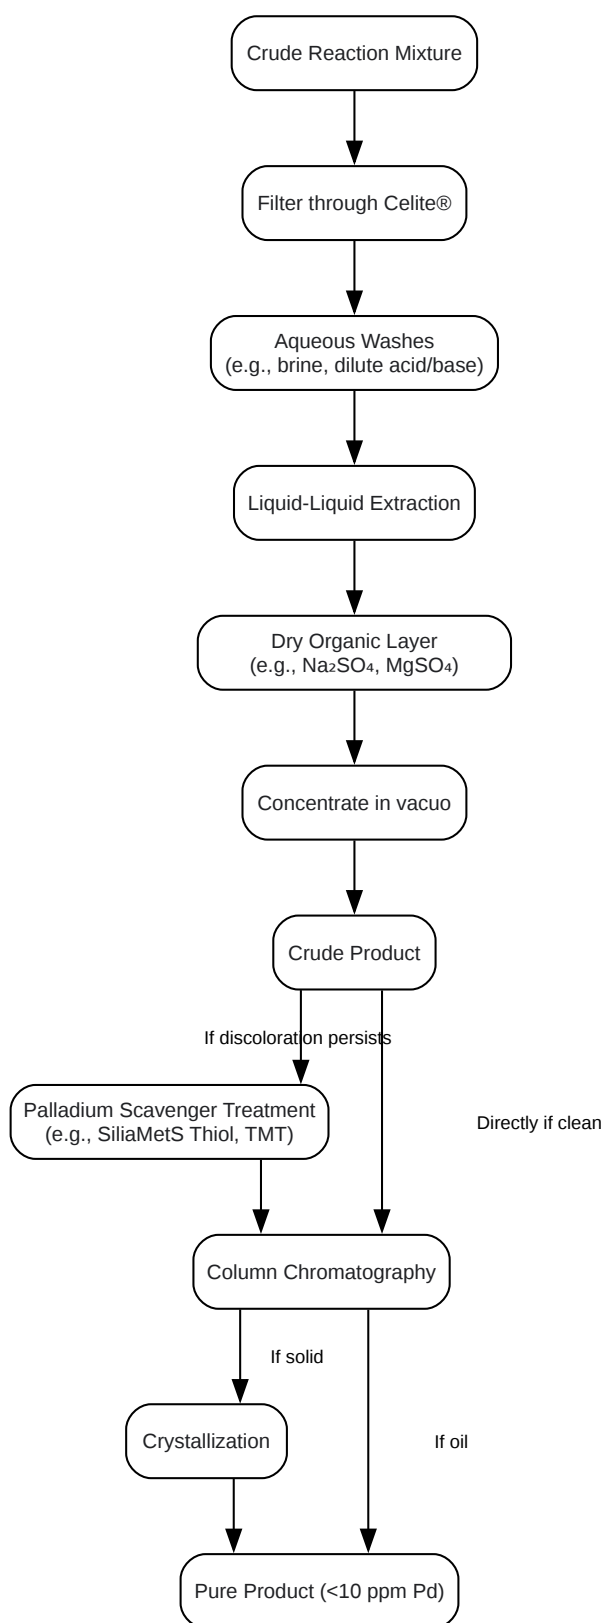 Crude Reaction Mixture
Filter through Celite®
Aqueous Washes
(e.g., brine, dilute acid/base)
Liquid-Liquid Extraction
Dry Organic Layer
(e.g., Na₂SO₄, MgSO₄)
Concentrate in vacuo
Crude Product
If discoloration persists
Palladium Scavenger Treatment
(e.g., SiliaMetS Thiol, TMT)
Directly if clean
Column Chromatography
If solid
Crystallization
If oil
Pure Product (<10 ppm Pd)